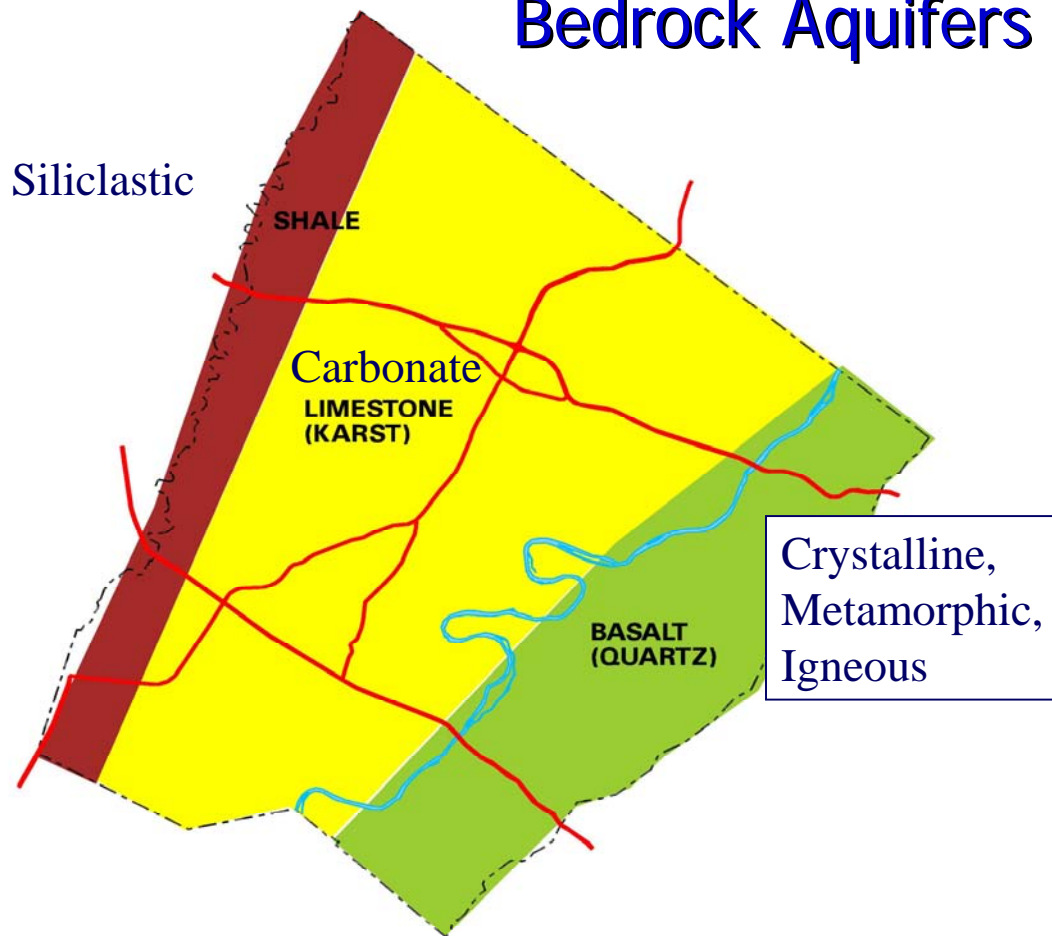 Bedrock Aquifers
Siliclastic
SHALE
Carbonate
LIMESTONE
(KARST)
Crystalline,
Metamorphic,
Igneous
BASALT
(QUARTZ)